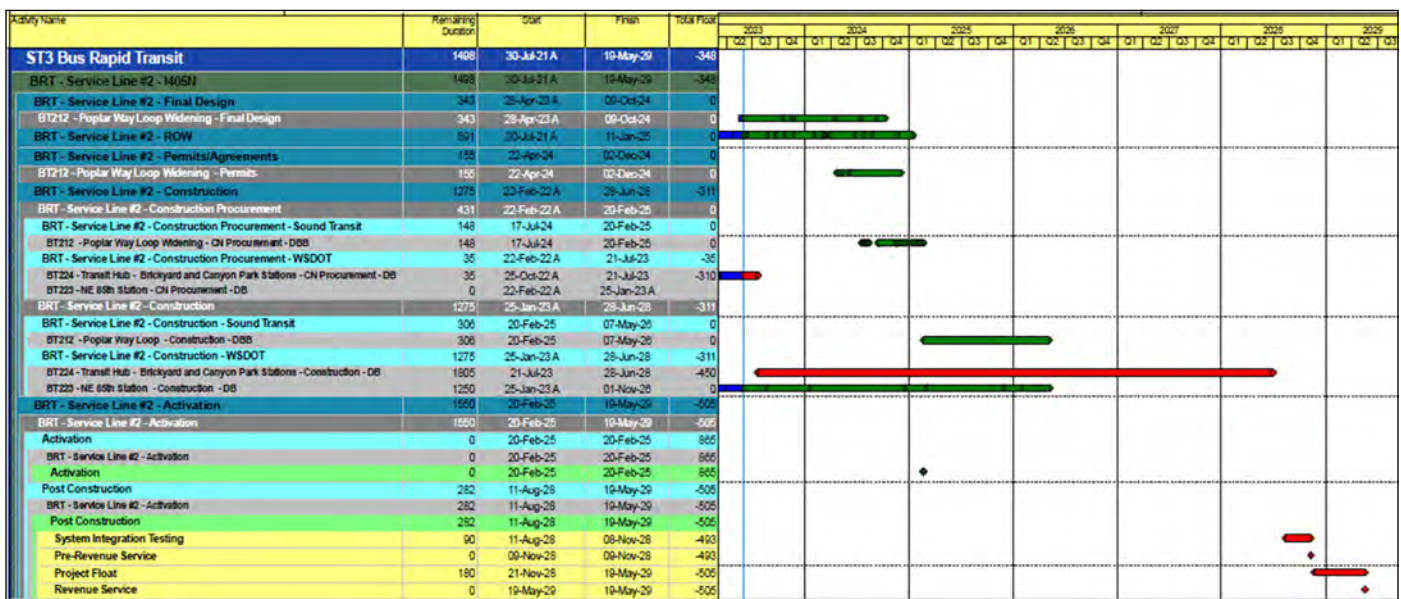 Activity Name Remaining Duration Start Finish Total Float
2023 2024 2025 2026 2027 2028 2029
Q2 Q3 Q4 Q1 Q2 Q3 Q4 Q1 Q2 Q3 Q4 Q1 Q2 Q3 Q4 Q1 Q2 Q3 Q4 Q1 Q2 Q3 Q4 Q1 Q2 Q3
ST3 Bus Rapid Transit 1498 30-Jul-21 A 19-May-29 -348
BRT - Service Line #2 - I405N 1498 30-Jul-21 A 19-May-29 -348
BRT - Service Line #2 - Final Design 343 28-Apr-23 A 09-Oct-24 0
BT212 - Poplar Way Loop Widening - Final Design 343 28-Apr-23 A 09-Oct-24 0
BRT - Service Line #2 - ROW 691 30-Jul-21 A 11-Jan-25 0
BRT - Service Line #2 - Permits/Agreements 155 22-Apr-24 02-Dec-24 0
BT212 - Poplar Way Loop Widening - Permits 155 22-Apr-24 02-Dec-24 0
BRT - Service Line #2 - Construction 1275 22-Feb-22 A 28-Jun-28 -311
BRT - Service Line #2 - Construction Procurement 431 22-Feb-22 A 20-Feb-25 0
BRT - Service Line #2 - Construction Procurement - Sound Transit 148 17-Jul-24 20-Feb-25 0
BT212 - Poplar Way Loop Widening - CN Procurement - DBB 148 17-Jul-24 20-Feb-25 0
BRT - Service Line #2 - Construction Procurement - WSDOT 35 22-Feb-22 A 21-Jul-23 -35
BT224 - Transit Hub - Brickyard and Canyon Park Stations - CN Procurement - DB 35 25-Oct-22 A 21-Jul-23 -310
BT223 - NE 85th Station - CN Procurement - DB 0 22-Feb-22 A 25-Jan-23 A
BRT - Service Line #2 - Construction 1275 25-Jan-23 A 28-Jun-28 -311
BRT - Service Line #2 - Construction - Sound Transit 306 20-Feb-25 07-May-26 0
BT212 - Poplar Way Loop - Construction - DBB 306 20-Feb-25 07-May-26 0
BRT - Service Line #2 - Construction - WSDOT 1275 25-Jan-23 A 28-Jun-28 -311
BT224 - Transit Hub - Brickyard and Canyon Park Stations - Construction - DB 1805 21-Jul-23 28-Jun-28 -450
BT223 - NE 85th Station - Construction - DB 1250 25-Jan-23 A 01-Nov-26 0
BRT - Service Line #2 - Activation 1550 20-Feb-25 19-May-29 -505
BRT - Service Line #2 - Activation 1550 20-Feb-25 19-May-29 -505
Activation 0 20-Feb-25 20-Feb-25 865
BRT - Service Line #2 - Activation 0 20-Feb-25 20-Feb-25 865
Activation 0 20-Feb-25 20-Feb-25 865
Post Construction 282 11-Aug-28 19-May-29 -505
BRT - Service Line #2 - Activation 282 11-Aug-28 19-May-29 -505
Post Construction 282 11-Aug-28 19-May-29 -505
System Integration Testing 90 11-Aug-28 08-Nov-28 -493
Pre-Revenue Service 0 09-Nov-28 09-Nov-28 -493
Project Float 180 21-Nov-28 19-May-29 -505
Revenue Service 0 19-May-29 19-May-29 -505